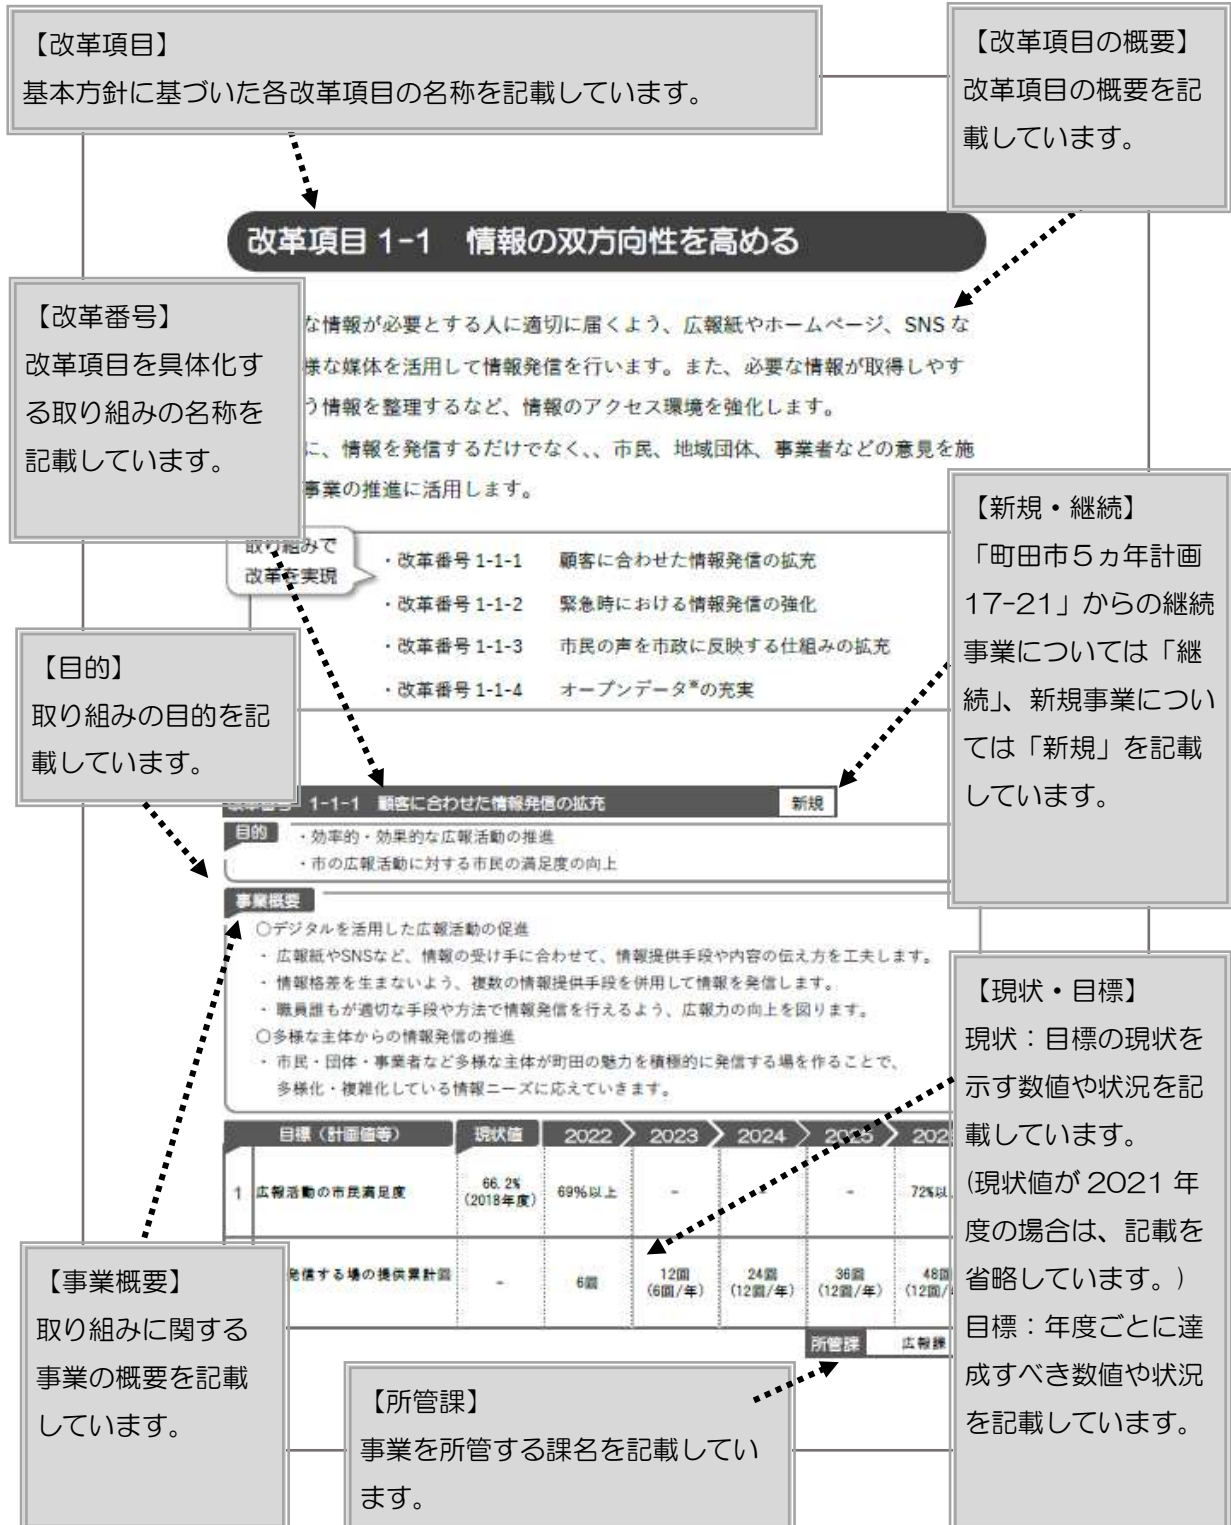 【改革項目】
基本方針に基づいた各改革項目の名称を記載しています。
【改革項目の概要】
改革項目の概要を記
載しています。
改革項目 1-1　情報の双方向性を高める
【改革番号】
改革項目を具体化す
る取り組みの名称を
記載しています。
な情報が必要とする人に適切に届くよう、広報紙やホームページ、SNS な
様な媒体を活用して情報発信を行います。また、必要な情報が取得しやす
う情報を整理するなど、情報のアクセス環境を強化します。
に、情報を発信するだけでなく、、市民、地域団体、事業者などの意見を施
事業の推進に活用します。
取り組みで
改革を実現
・改革番号 1-1-1　顧客に合わせた情報発信の拡充
・改革番号 1-1-2　緊急時における情報発信の強化
・改革番号 1-1-3　市民の声を市政に反映する仕組みの拡充
・改革番号 1-1-4　オープンデータ※の充実
【新規・継続】
「町田市５ヵ年計画
17-21」からの継続
事業については「継
続」、新規事業につい
ては「新規」を記載
しています。
【目的】
取り組みの目的を記
載しています。
1-1-1　顧客に合わせた情報発信の拡充　新規
目的
・効率的・効果的な広報活動の推進
・市の広報活動に対する市民の満足度の向上
事業概要
○デジタルを活用した広報活動の促進
・ 広報紙やSNSなど、情報の受け手に合わせて、情報提供手段や内容の伝え方を工夫します。
・ 情報格差を生まないよう、複数の情報提供手段を併用して情報を発信します。
・ 職員誰もが適切な手段や方法で情報発信を行えるよう、広報力の向上を図ります。
○多様な主体からの情報発信の推進
・ 市民・団体・事業者など多様な主体が町田の魅力を積極的に発信する場を作ることで、
多様化・複雑化している情報ニーズに応えていきます。
目標（計画値等）　現状値　2022　2023　2024　2025　202
1　広報活動の市民満足度　66.2%　69%以上　-　-　-　72%以
(2018年度)
発信する場の提供累計回　-　6回　12回　24回　36回　48回
(6回/年)　(12回/年)　(12回/年)　(12回/
所管課　広報課
【現状・目標】
現状：目標の現状を
示す数値や状況を記
載しています。
(現状値が 2021 年
度の場合は、記載を
省略しています。)
目標：年度ごとに達
成すべき数値や状況
を記載しています。
【事業概要】
取り組みに関する
事業の概要を記載
しています。
【所管課】
事業を所管する課名を記載してい
ます。